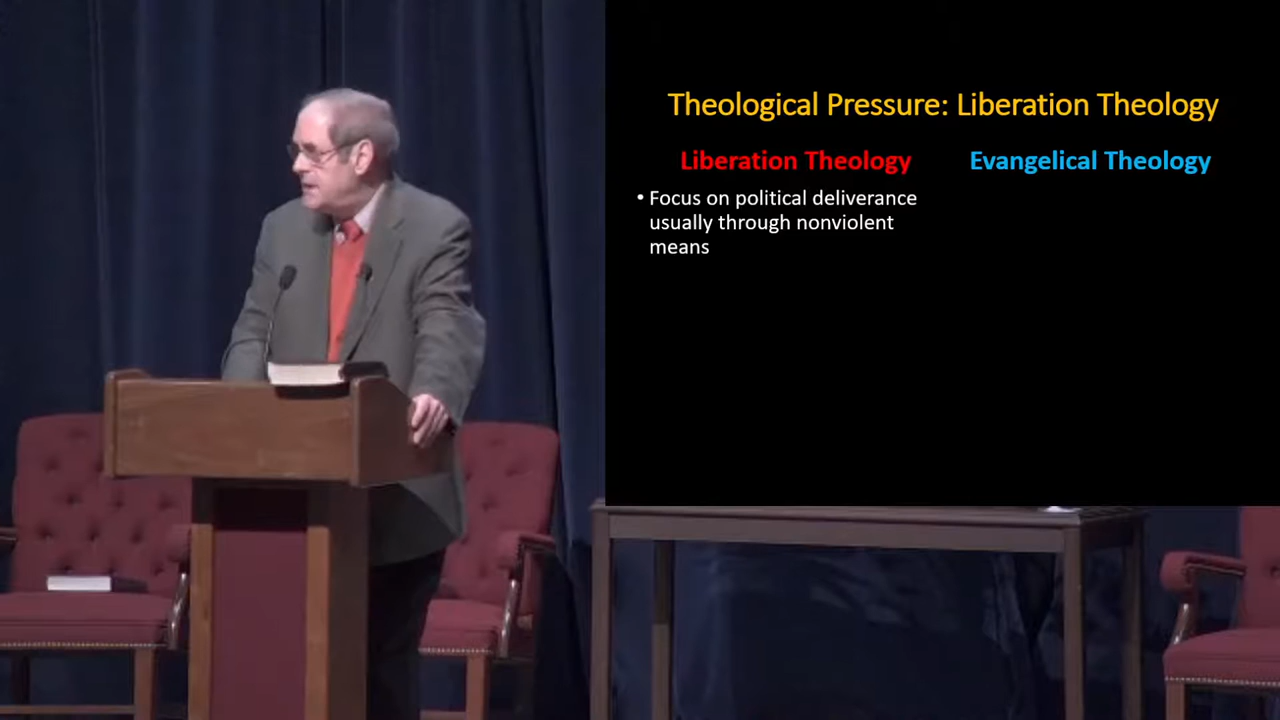 Theological Pressure: Liberation Theology
Liberation Theology
Evangelical Theology
• Focus on political deliverance
usually through nonviolent
means